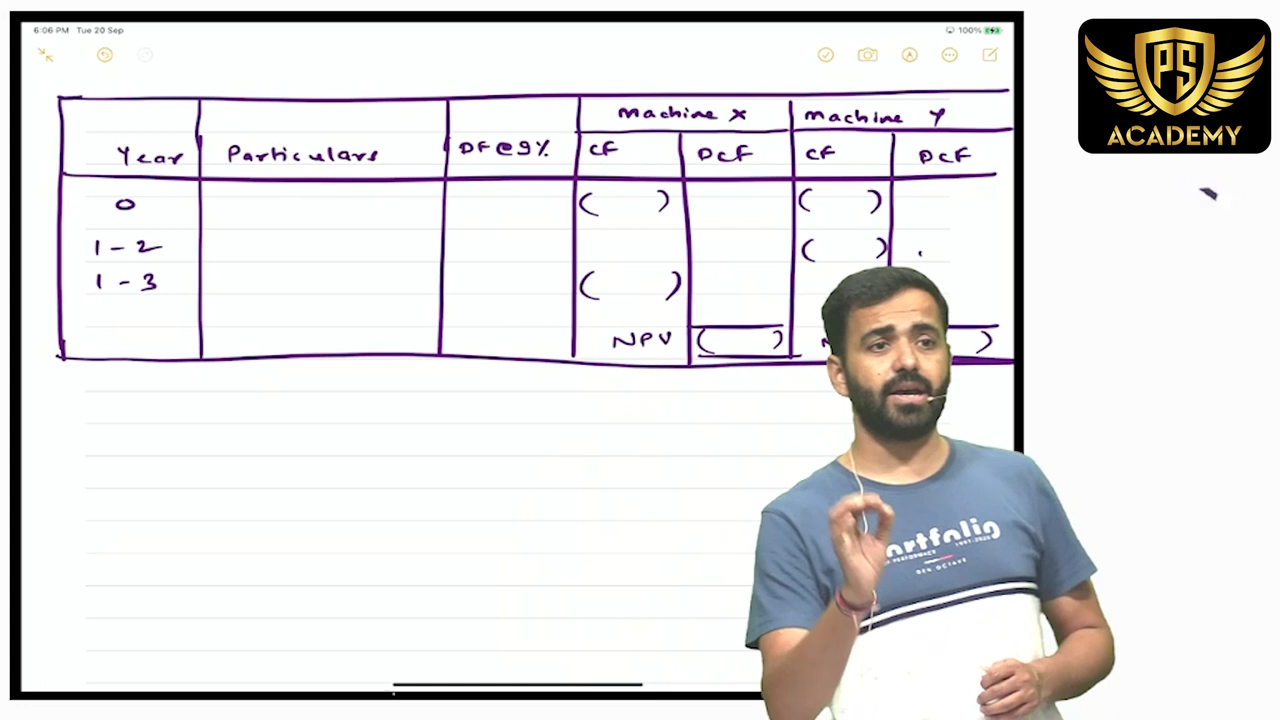 6:06 PM Tue 20 Sep
100%
PS
ACADEMY
Machine X Machine Y
Year Particulars DF@9% CF DCF CF DCF
0 ( ) ( )
1 - 2 ( )
1 - 3 ( )
NPV ( ) )